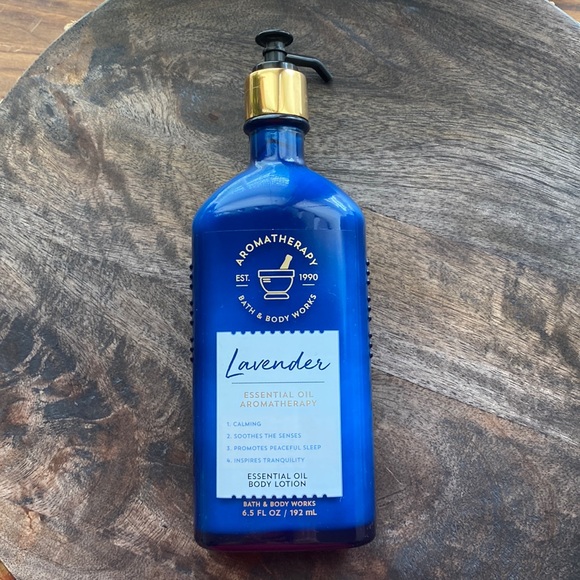 AROMATHERAPY
EST. 1990
BATH & BODY WORKS
Lavender
ESSENTIAL OIL
AROMATHERAPY
1. CALMING
2. SOOTHES THE SENSES
3. PROMOTES PEACEFUL SLEEP
4. INSPIRES TRANQUILITY
ESSENTIAL OIL
BODY LOTION
BATH & BODY WORKS
6.5 FL OZ / 192 mL